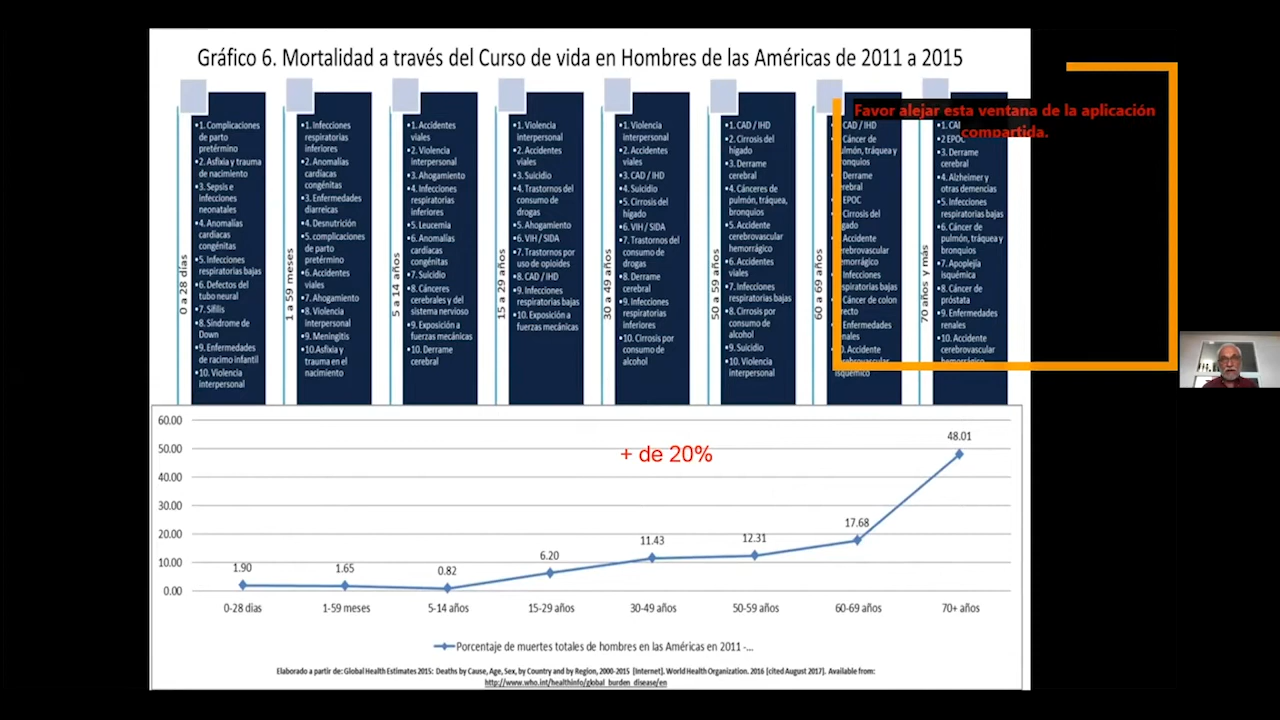 Gráfico 6. Mortalidad a través del Curso de vida en Hombres de las Américas de 2011 a 2015
Favor alejar esta ventana de la aplicación
compartida.
0 a 28 días
•1. Complicaciones
de parto
pretérmino
•2. Asfixia y trauma
de nacimiento
•3. Sepsis e
infecciones
neonatales
•4. Anomalías
cardíacas
congénitas
•5. Infecciones
respiratorias bajas
•6. Defectos del
tubo neural
•7. Sífilis
•8. Síndrome de
Down
•9. Enfermedades
de racimo infantil
•10. Violencia
interpersonal
1 a 59 meses
•1. Infecciones
respiratorias
inferiores
•2. Anomalías
cardíacas
congénitas
•3. Enfermedades
diarreicas
•4. Desnutrición
•5. complicaciones
de parto
pretérmino
•6. Accidentes
viales
•7. Ahogamiento
•8. Violencia
interpersonal
•9. Meningitis
•10.Asfixia y
trauma en el
nacimiento
5 a 14 años
•1. Accidentes
viales
•2. Violencia
interpersonal
•3. Ahogamiento
•4. Infecciones
respiratorias
inferiores
•5. Leucemia
•6. Anomalías
cardíacas
congénitas
•7. Suicidio
•8. Cánceres
cerebrales y del
sistema nervioso
•9. Exposición a
fuerzas mecánicas
•10. Derrame
cerebral
15 a 29 años
•1. Violencia
interpersonal
•2. Accidentes
viales
•3. Suicidio
•4. Trastornos del
consumo de
drogas
•5. Ahogamiento
•6. VIH / SIDA
•7. Trastornos por
uso de opioides
•8. CAD / IHD
•9. Infecciones
respiratorias bajas
•10. Exposición a
fuerzas mecánicas
30 a 49 años
•1. Violencia
interpersonal
•2. Accidentes
viales
•3. CAD / IHD
•4. Suicidio
•5. Cirrosis del
hígado
•6. VIH / SIDA
•7. Trastornos del
consumo de
drogas
•8. Derrame
cerebral
•9. Infecciones
respiratorias
inferiores
•10. Cirrosis por
consumo de
alcohol
50 a 59 años
•1. CAD / IHD
•2. Cirrosis del
hígado
•3. Derrame
cerebral
•4. Cánceres de
pulmón, tráquea,
bronquios
•5. Accidente
cerebrovascular
hemorrágico
•6. Accidentes
viales
•7. Infecciones
respiratorias bajas
•8. Cirrosis por
consumo de
alcohol
•9. Suicidio
•10. Violencia
interpersonal
60 a 69 años
CAD / IHD
Cáncer de
ulmón, tráquea y
ronquios
Derrame
erebral
EPOC
Cirrosis del
gado
Accidente
erebrovascular
emorrágico
Infecciones
spiratorias bajas
Cáncer de colon
recto
Enfermedades
nales
0. Accidente
erebrovascular
isquémico
70 años y más
•1. CA
•2 EPOC
•3. Derrame
cerebral
•4. Alzheimer y
otras demencias
•5. Infecciones
respiratorias bajas
•6. Cáncer de
pulmón, tráquea y
bronquios
•7. Apoplejía
isquémica
•8. Cáncer de
próstata
•9. Enfermedades
renales
•10. Accidente
cerebrovascular
hemorrágico
60.00
50.00
40.00
30.00
20.00
10.00
0.00
+ de 20%
1.90
1.65
0.82
6.20
11.43
12.31
17.68
48.01
0-28 dias
1-59 meses
5-14 años
15-29 años
30-49 años
50-59 años
60-69 años
70+ años
Porcentaje de muertes totales de hombres en las Américas en 2011 -...
Elaborado a partir de: Global Health Estimates 2015: Deaths by Cause, Age, Sex, by Country and by Region, 2000-2015 [Internet]. World Health Organization. 2016 [cited August 2017]. Available from:
http://www.who.int/healthinfo/global_burden_disease/en